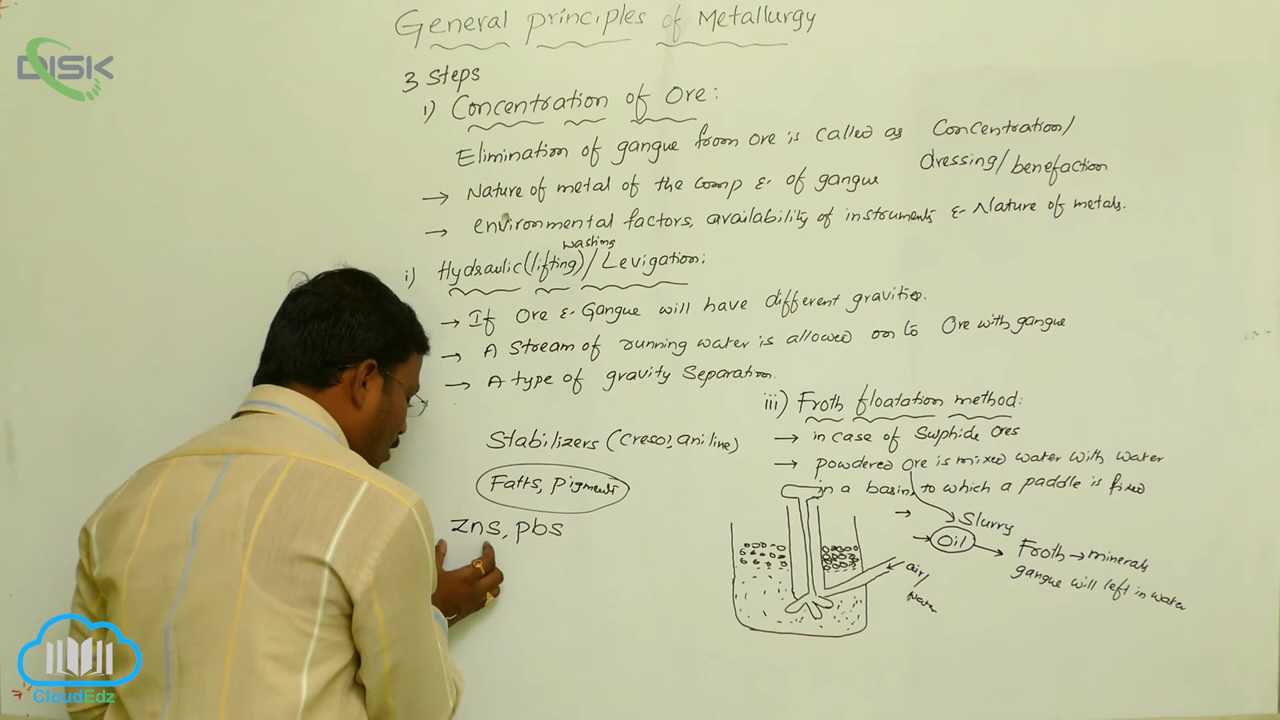 General principles of Metallurgy
DISK
3 Steps
i) Concentration of Ore:
Elimination of gangue from ore is called as Concentration/
dressing/benefaction
→ Nature of metal of the comp & of gangue
→ environmental factors, availability of instruments & Nature of metals.
washing
i) Hydraulic(lifting)/Levigation:
→ If Ore & Gangue will have different gravities.
→ A Stream of running water is allowed on to Ore with gangue
→ A type of gravity Separation.
iii) Froth floatation method:
→ in case of Sulphide Ores
→ powdered ore is mixed water with water
in a basin, to which a paddle is fixed
→ Slurry
→ Oil → Froth → minerals
gangue will left in water
air/
Stabilizers (Cresol, aniline)
Fatts, Pigments
zns, pbs
CloudEdz